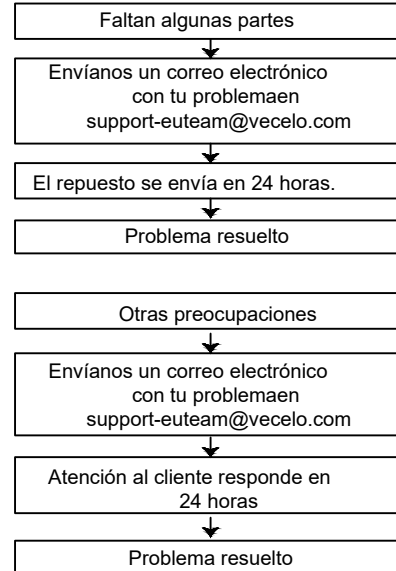 Faltan algunas partes
Envíanos un correo electrónico
con tu problemaen
support-euteam@vecelo.com
El repuesto se envía en 24 horas.
Problema resuelto
Otras preocupaciones
Envíanos un correo electrónico
con tu problemaen
support-euteam@vecelo.com
Atención al cliente responde en
24 horas
Problema resuelto